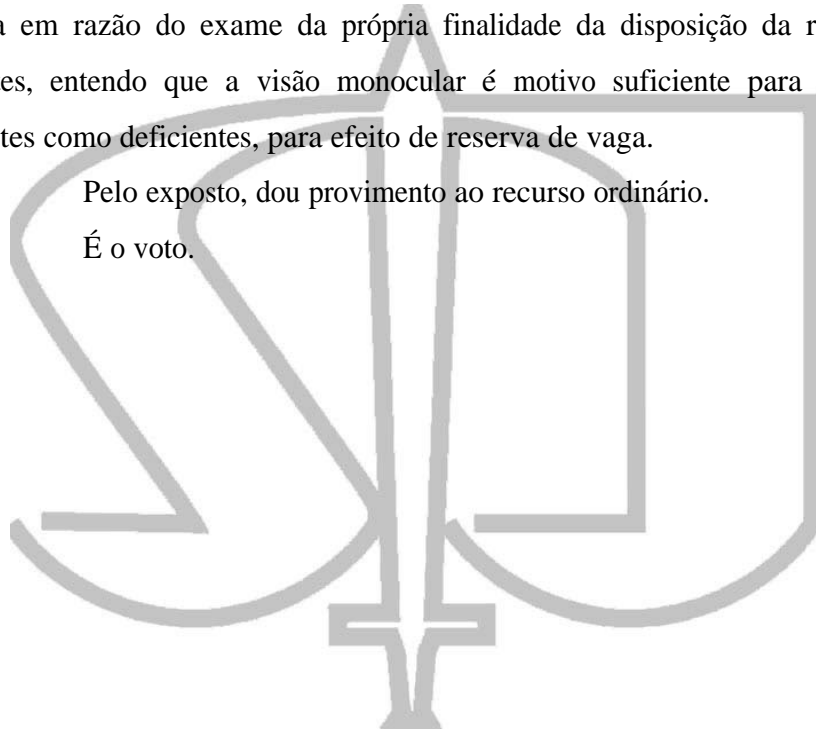 a em razão do exame da própria finalidade da disposição da
es, entendo que a visão monocular é motivo suficiente para
tes como deficientes, para efeito de reserva de vaga.
Pelo exposto, dou provimento ao recurso ordinário.
É o voto.
STJ